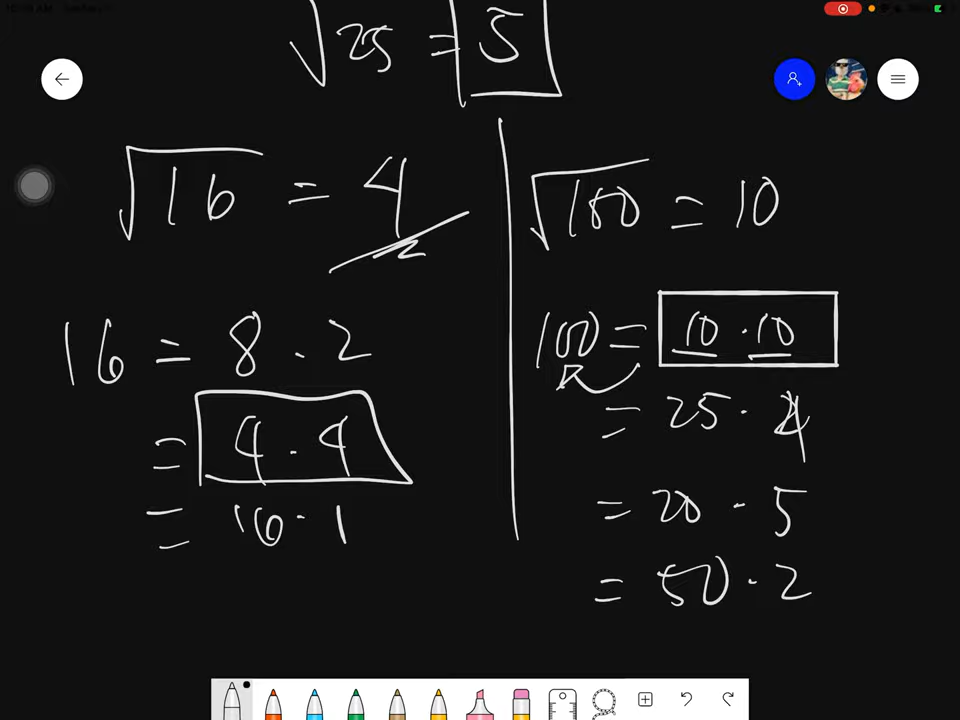 √25 = 5
√16 = 4
16 = 8 · 2
= 4 · 4
= 16 · 1
√100 = 10
100 = 10 · 10
= 25 · 4
= 20 · 5
= 50 · 2